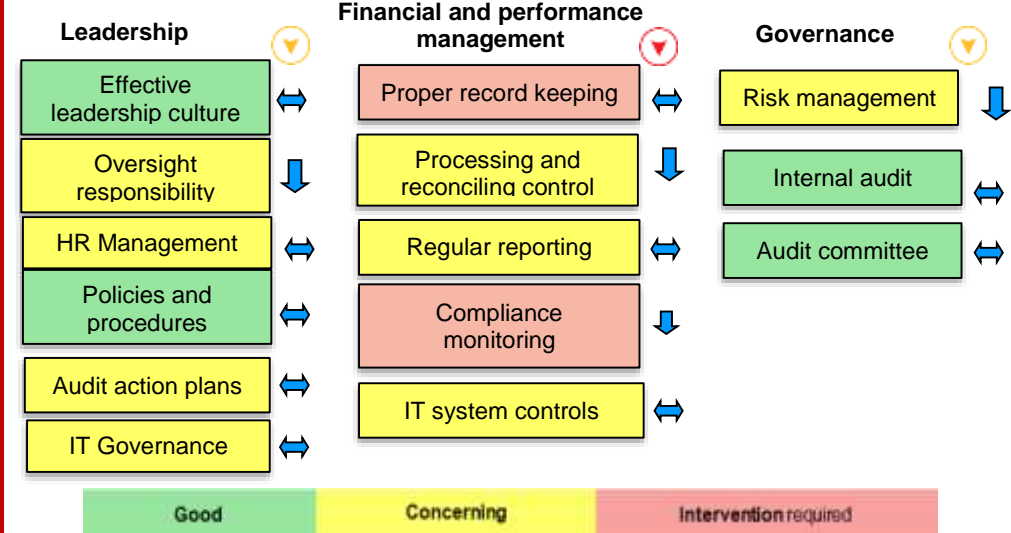 Leadership
Effective
leadership culture
Oversight
responsibility
HR Management
Policies and
procedures
Audit action plans
IT Governance
Financial and performance
management
Proper record keeping
Processing and
reconciling control
Regular reporting
Compliance
monitoring
IT system controls
Governance
Risk management
Internal audit
Audit committee
Good
Concerning
Intervention required